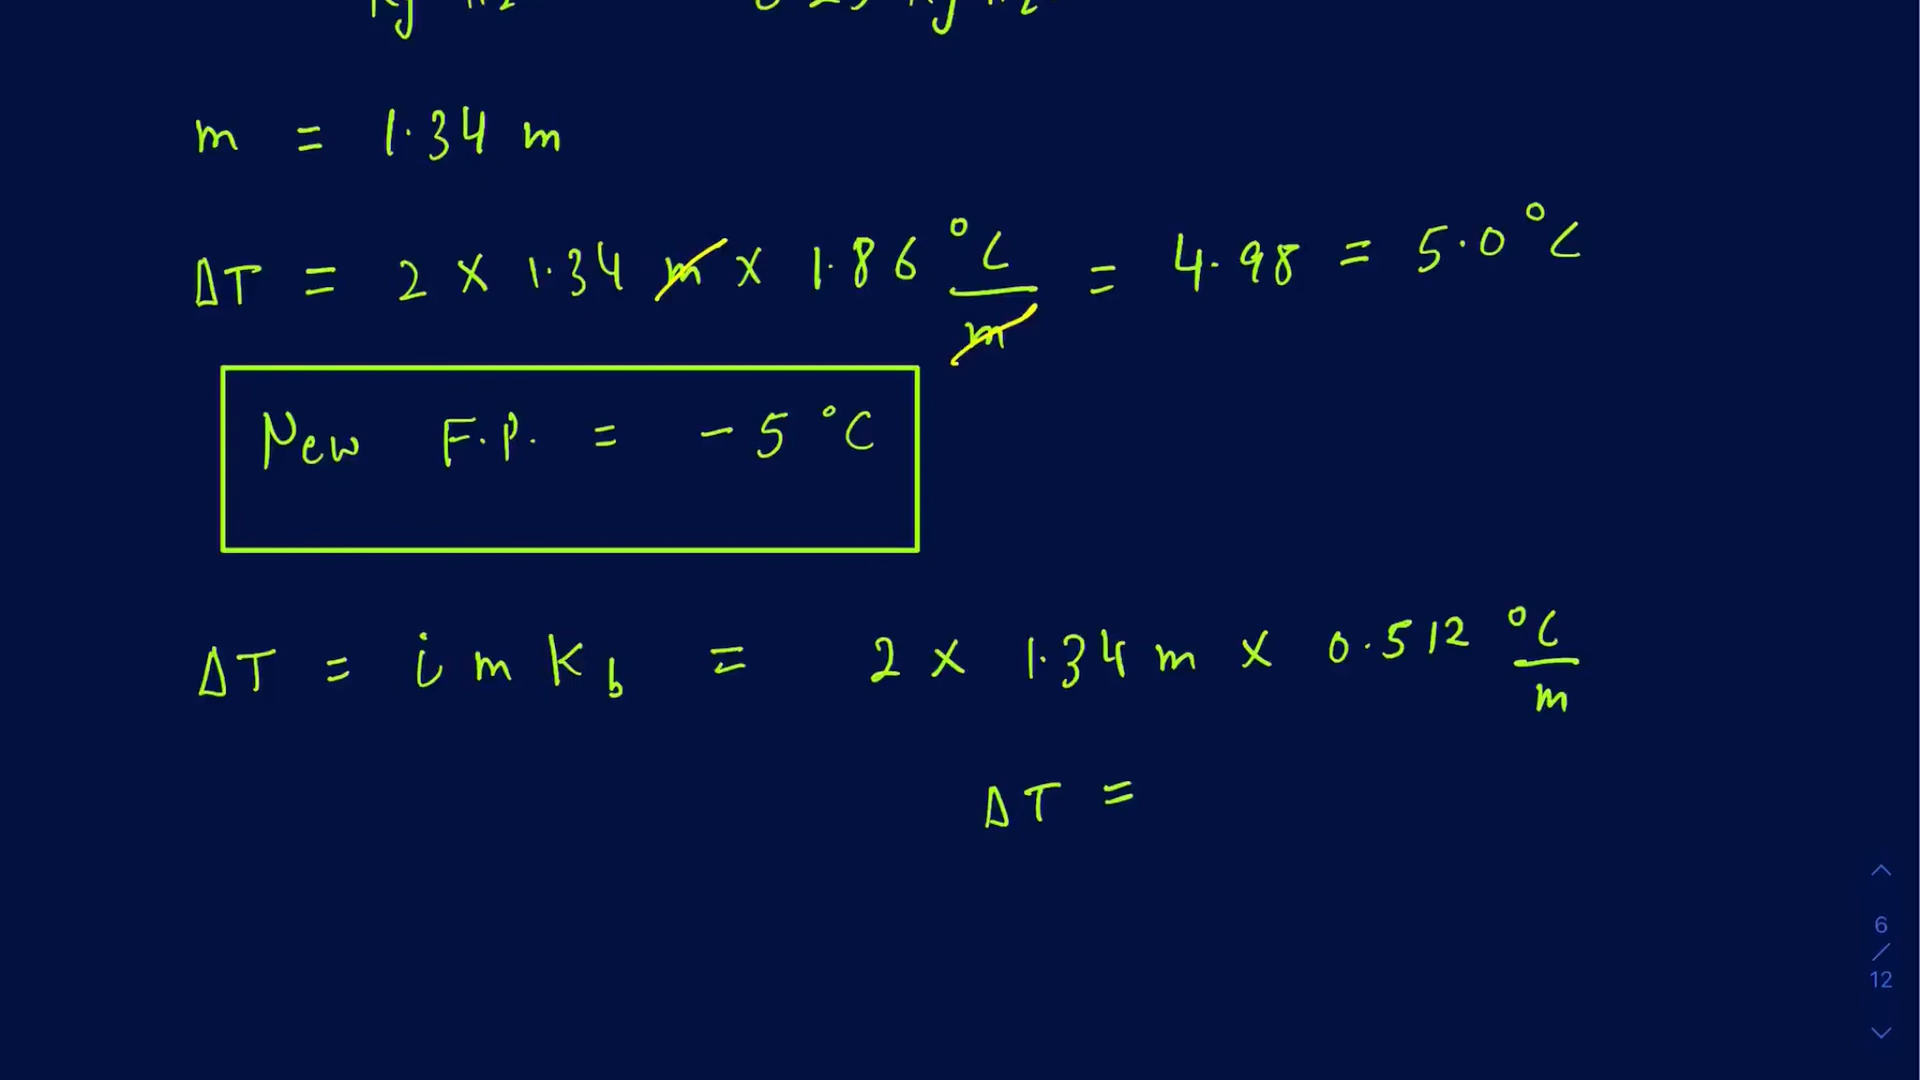 m = 1.34 m
ΔT = 2 x 1.34 m x 1.86 °C/m = 4.98 = 5.0 °C
New F.P. = - 5 °C
ΔT = i m Kb = 2 x 1.34 m x 0.512 °C/m
ΔT =
6
/
12